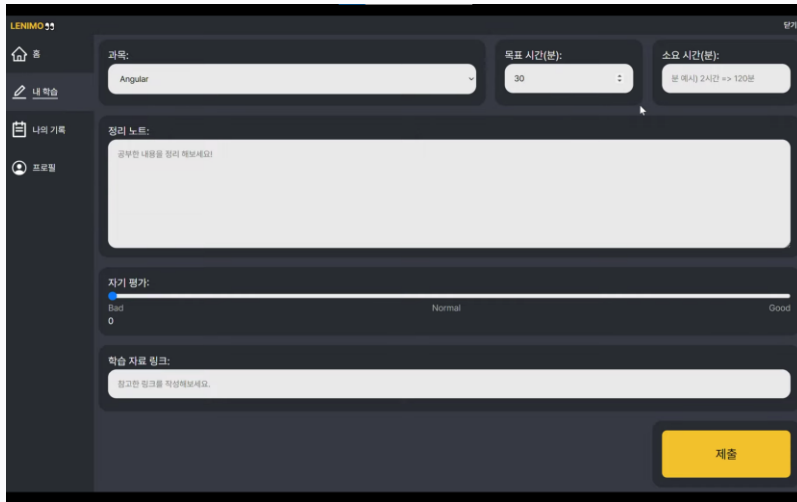 LENIMO
닫기
홈
내 학습
나의 기록
프로필
과목:
Angular
목표 시간(분):
30
소요 시간(분):
분 예시) 2시간 => 120분
정리 노트:
공부한 내용을 정리 해보세요!
자기 평가:
Bad Normal Good
0
학습 자료 링크:
참고한 링크를 작성해보세요.
제출